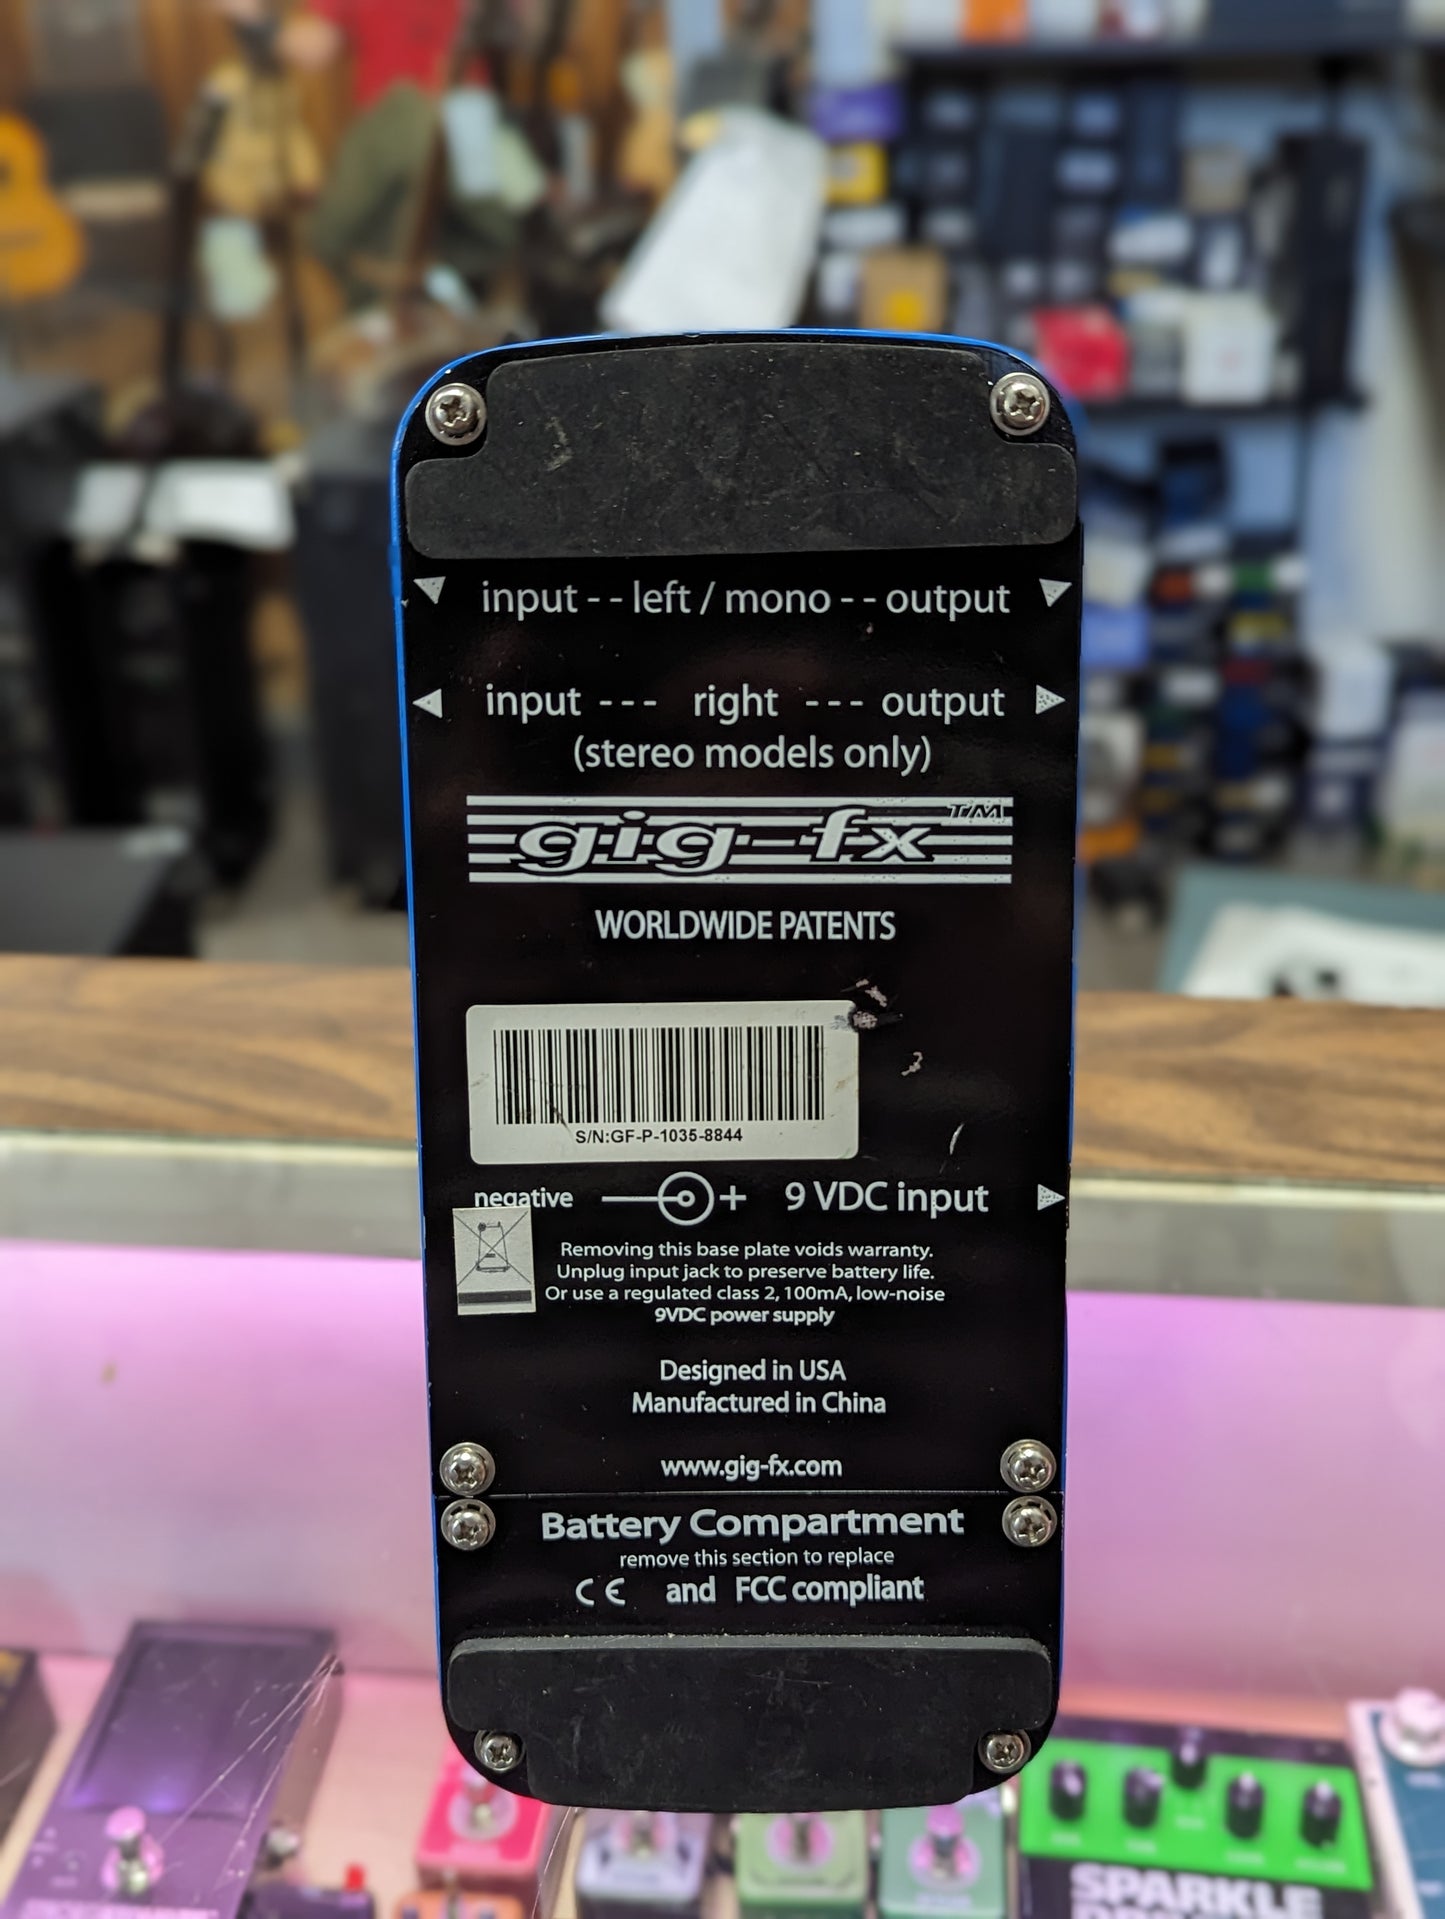 input -- left / mono -- output
input --- right --- output
(stereo models only)
gig-fx™
WORLDWIDE PATENTS
S/N:GF-P-1035-8844
negative + 9 VDC input
Removing this base plate voids warranty.
Unplug input jack to preserve battery life.
Or use a regulated class 2, 100mA, low-noise
9VDC power supply
Designed in USA
Manufactured in China
www.gig-fx.com
Battery Compartment
remove this section to replace
CE and FCC compliant
SPARKLE